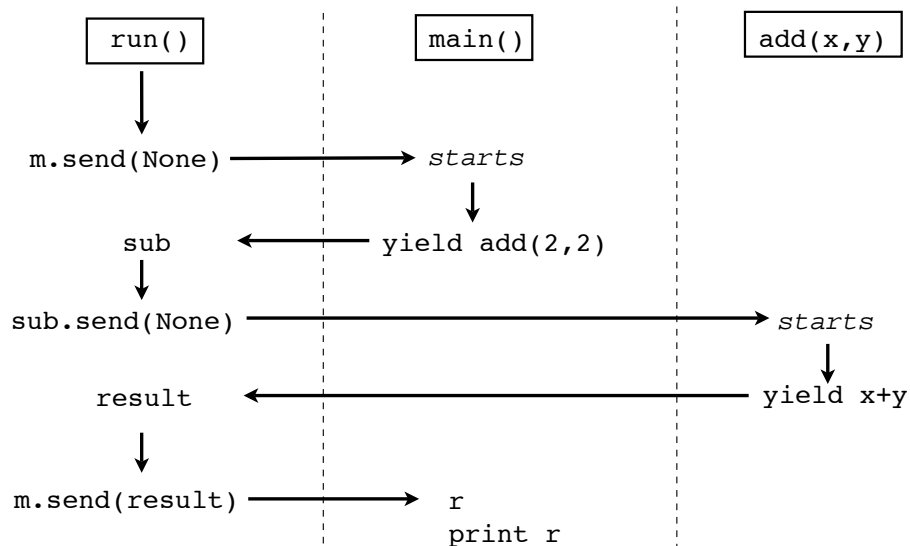 run() main() add(x,y)
m.send(None) starts
sub yield add(2,2)
sub.send(None) starts
result yield x+y
m.send(result) r
print r